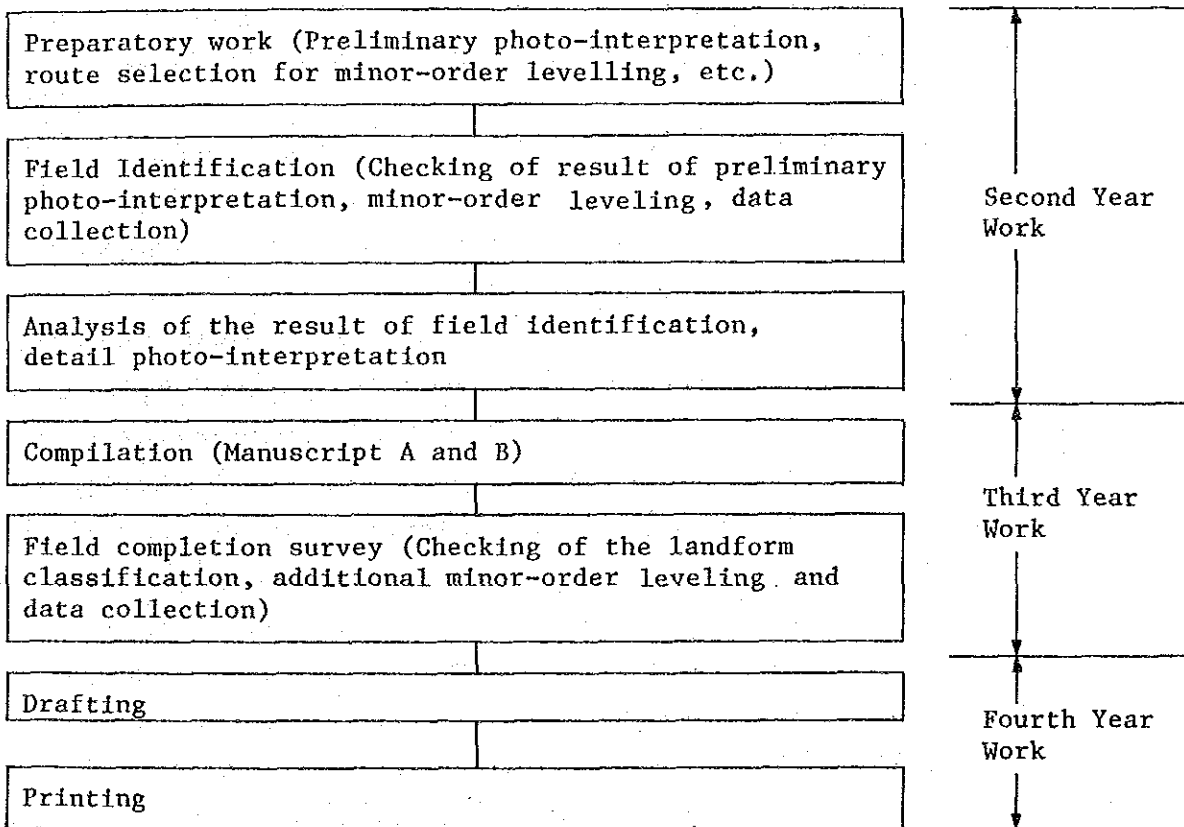 Preparatory work (Preliminary photo-interpretation,
route selection for minor-order levelling, etc.)
Field Identification (Checking of result of preliminary
photo-interpretation, minor-order leveling, data
collection)
Second Year
Work
Analysis of the result of field identification,
detail photo-interpretation
Compilation (Manuscript A and B)
Third Year
Work
Field completion survey (Checking of the landform
classification, additional minor-order leveling and
data collection)
Drafting
Fourth Year
Work
Printing